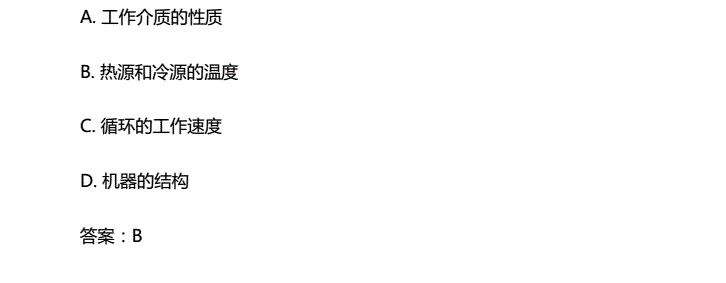 A. 工作介质的性质
B. 热源和冷源的温度
C. 循环的工作速度
D. 机器的结构
答案：B